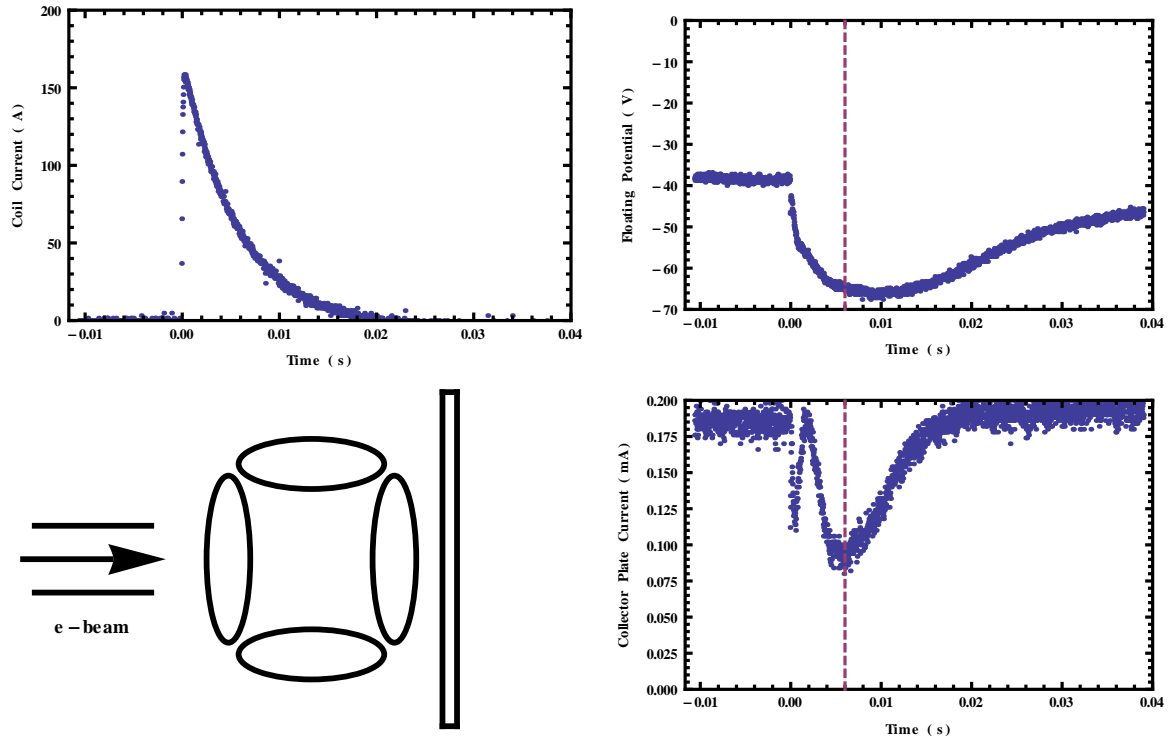 200
150
100
50
0
Coil Current ( A )
−0.01 0.00 0.01 0.02 0.03 0.04
Time ( s )
0
−10
−20
−30
−40
−50
−60
−70
Floating Potential ( V )
−0.01 0.00 0.01 0.02 0.03 0.04
Time ( s )
e −beam
0.200
0.175
0.150
0.125
0.100
0.075
0.050
0.025
0.000
Collector Plate Current ( mA )
−0.01 0.00 0.01 0.02 0.03 0.04
Time ( s )